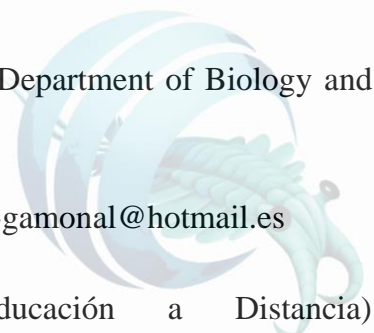 Department of Biology and
gamonal@hotmail.es
ducación a Distancia)